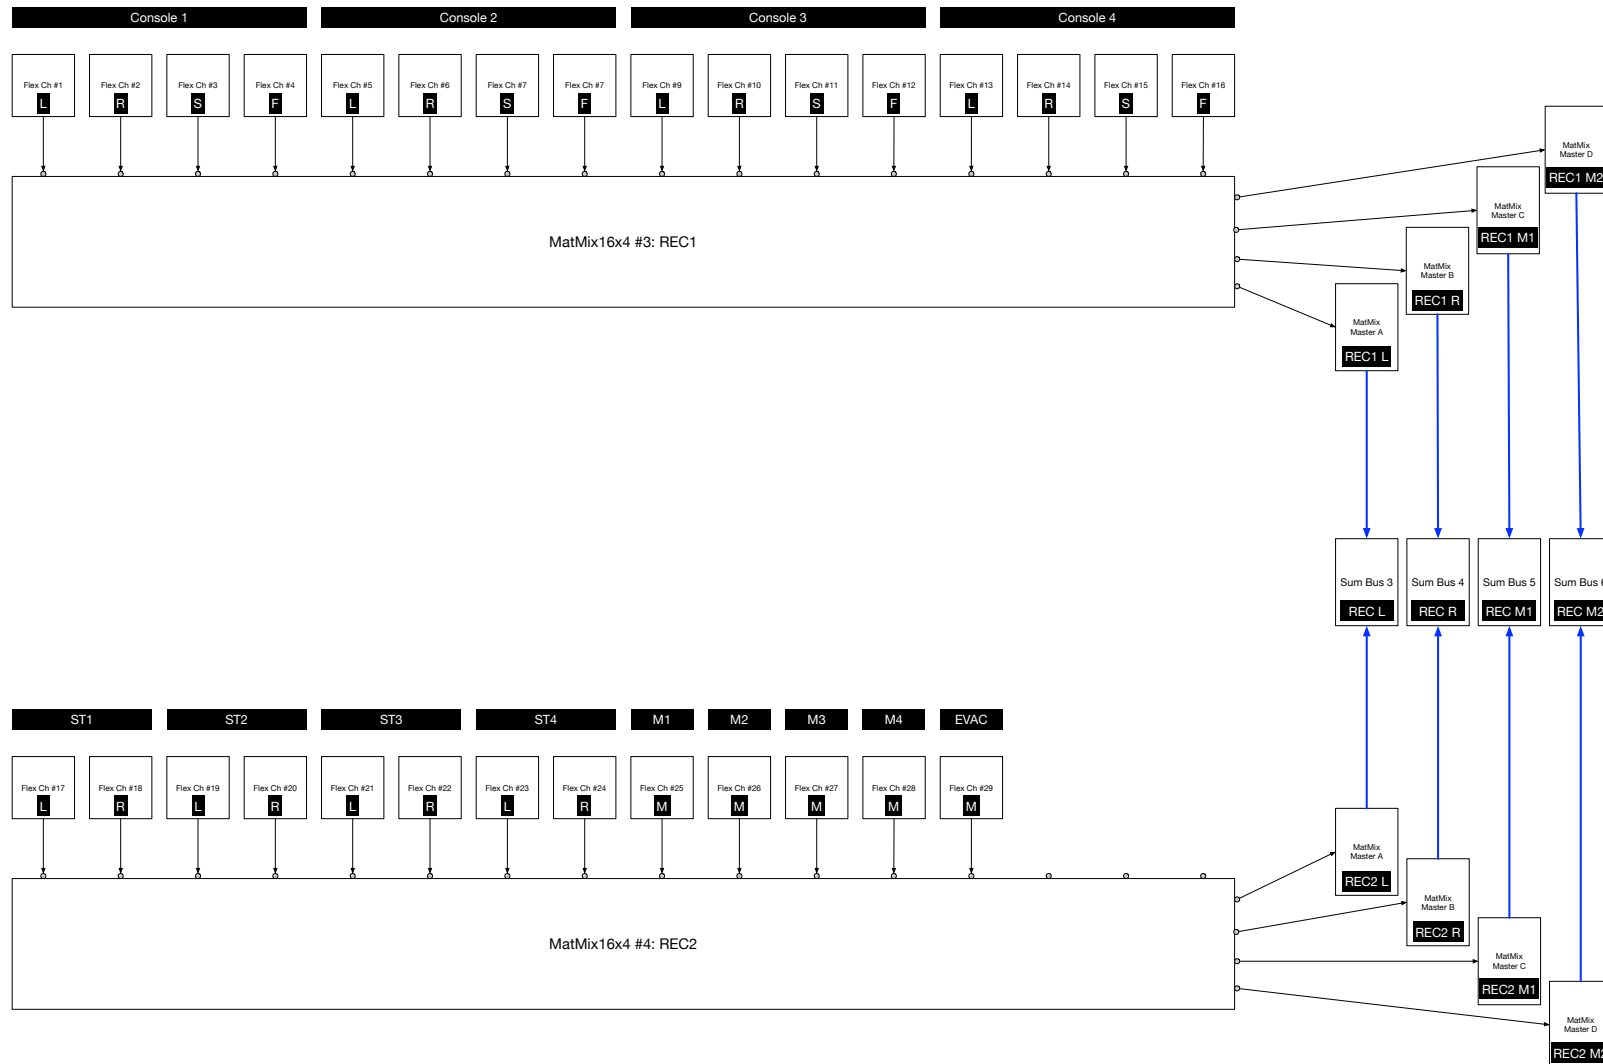 Console 1
Console 2
Console 3
Console 4
Flex Ch #1
L
Flex Ch #2
R
Flex Ch #3
S
Flex Ch #4
F
Flex Ch #5
L
Flex Ch #6
R
Flex Ch #7
S
Flex Ch #7
F
Flex Ch #9
L
Flex Ch #10
R
Flex Ch #11
S
Flex Ch #12
F
Flex Ch #13
L
Flex Ch #14
R
Flex Ch #15
S
Flex Ch #16
F
MatMix16x4 #3: REC1
MatMix
Master D
REC1 M2
MatMix
Master C
REC1 M1
MatMix
Master B
REC1 R
MatMix
Master A
REC1 L
Sum Bus 3
REC L
Sum Bus 4
REC R
Sum Bus 5
REC M1
Sum Bus 6
REC M2
ST1
ST2
ST3
ST4
M1
M2
M3
M4
EVAC
Flex Ch #17
L
Flex Ch #18
R
Flex Ch #19
L
Flex Ch #20
R
Flex Ch #21
L
Flex Ch #22
R
Flex Ch #23
L
Flex Ch #24
R
Flex Ch #25
M
Flex Ch #26
M
Flex Ch #27
M
Flex Ch #28
M
Flex Ch #29
M
MatMix16x4 #4: REC2
MatMix
Master A
REC2 L
MatMix
Master B
REC2 R
MatMix
Master C
REC2 M1
MatMix
Master D
REC2 M2